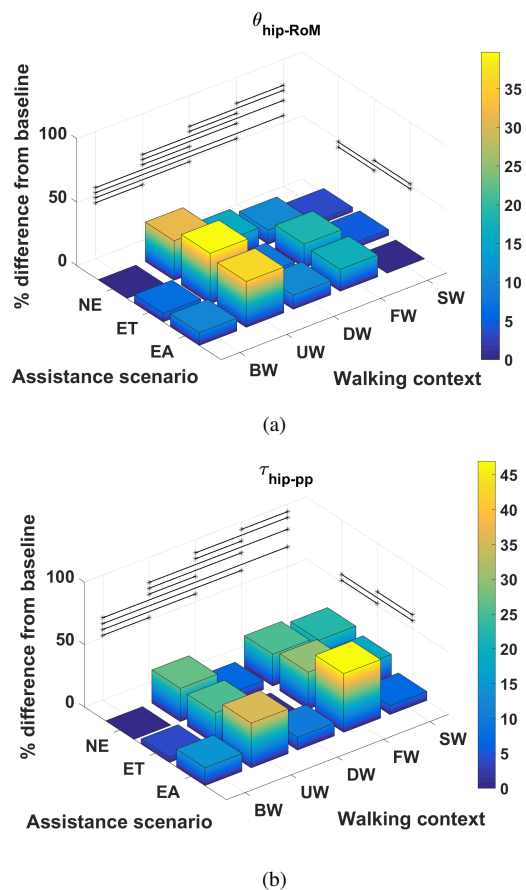 θhip-RoM
% difference from baseline
100
50
0
NE
ET
EA
BW
UW
DW
FW
SW
Assistance scenario
Walking context
35
30
25
20
15
10
5
0
(a)
τhip-pp
% difference from baseline
100
50
0
NE
ET
EA
BW
UW
DW
FW
SW
Assistance scenario
Walking context
45
40
35
30
25
20
15
10
5
0
(b)